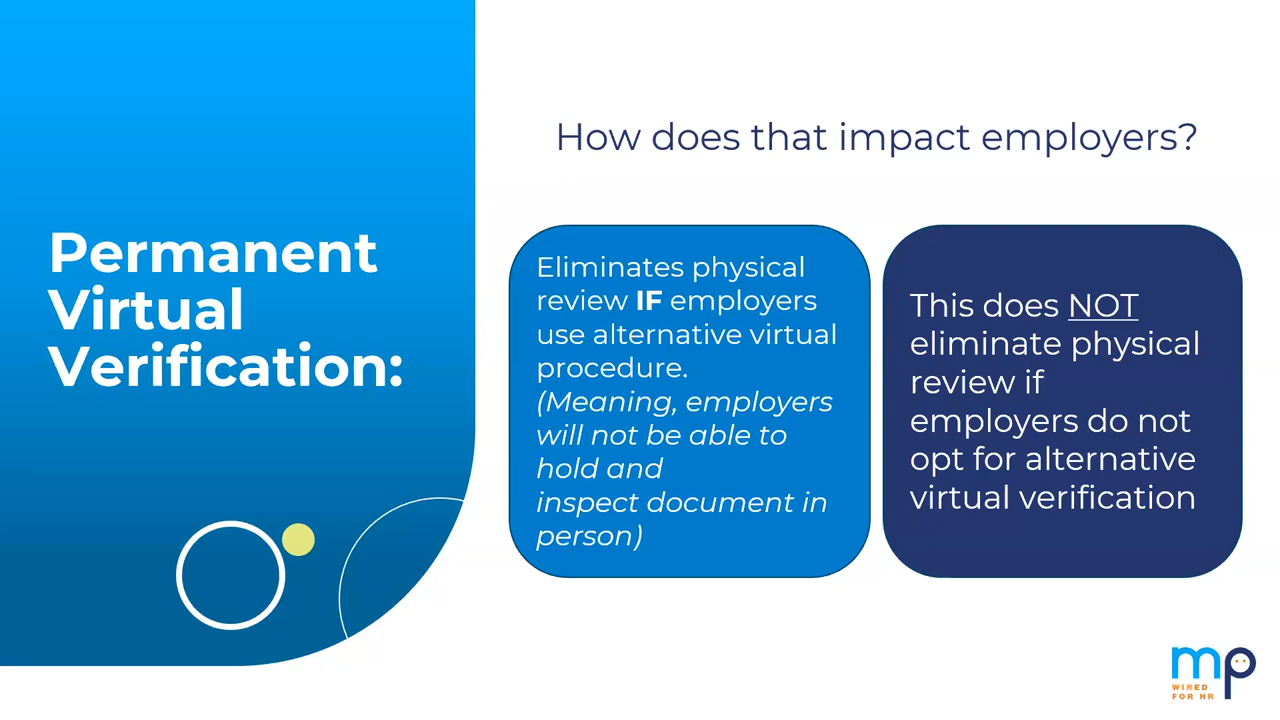 Permanent
Virtual
Verification:
How does that impact employers?
Eliminates physical
review IF employers
use alternative virtual
procedure.
(Meaning, employers
will not be able to
hold and
inspect document in
person)
This does NOT
eliminate physical
review if
employers do not
opt for alternative
virtual verification
mp
WIRED
FOR HR